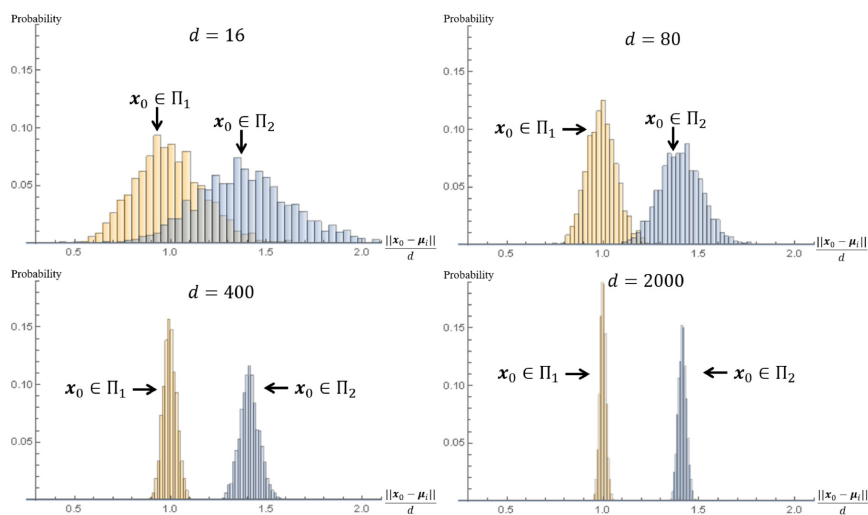 Probability
d = 16
0.15
x₀ ∈ Π₁
0.10
x₀ ∈ Π₂
0.05
0.5 1.0 1.5 2.0
||x₀ − μᵢ||
d
Probability
d = 80
0.15
x₀ ∈ Π₁
0.10
x₀ ∈ Π₂
0.05
0.5 1.0 1.5 2.0
||x₀ − μᵢ||
d
Probability
d = 400
0.15
x₀ ∈ Π₁
0.10
x₀ ∈ Π₂
0.05
0.5 1.0 1.5 2.0
||x₀ − μᵢ||
d
Probability
d = 2000
0.15
x₀ ∈ Π₁
0.10
x₀ ∈ Π₂
0.05
0.5 1.0 1.5 2.0
||x₀ − μᵢ||
d